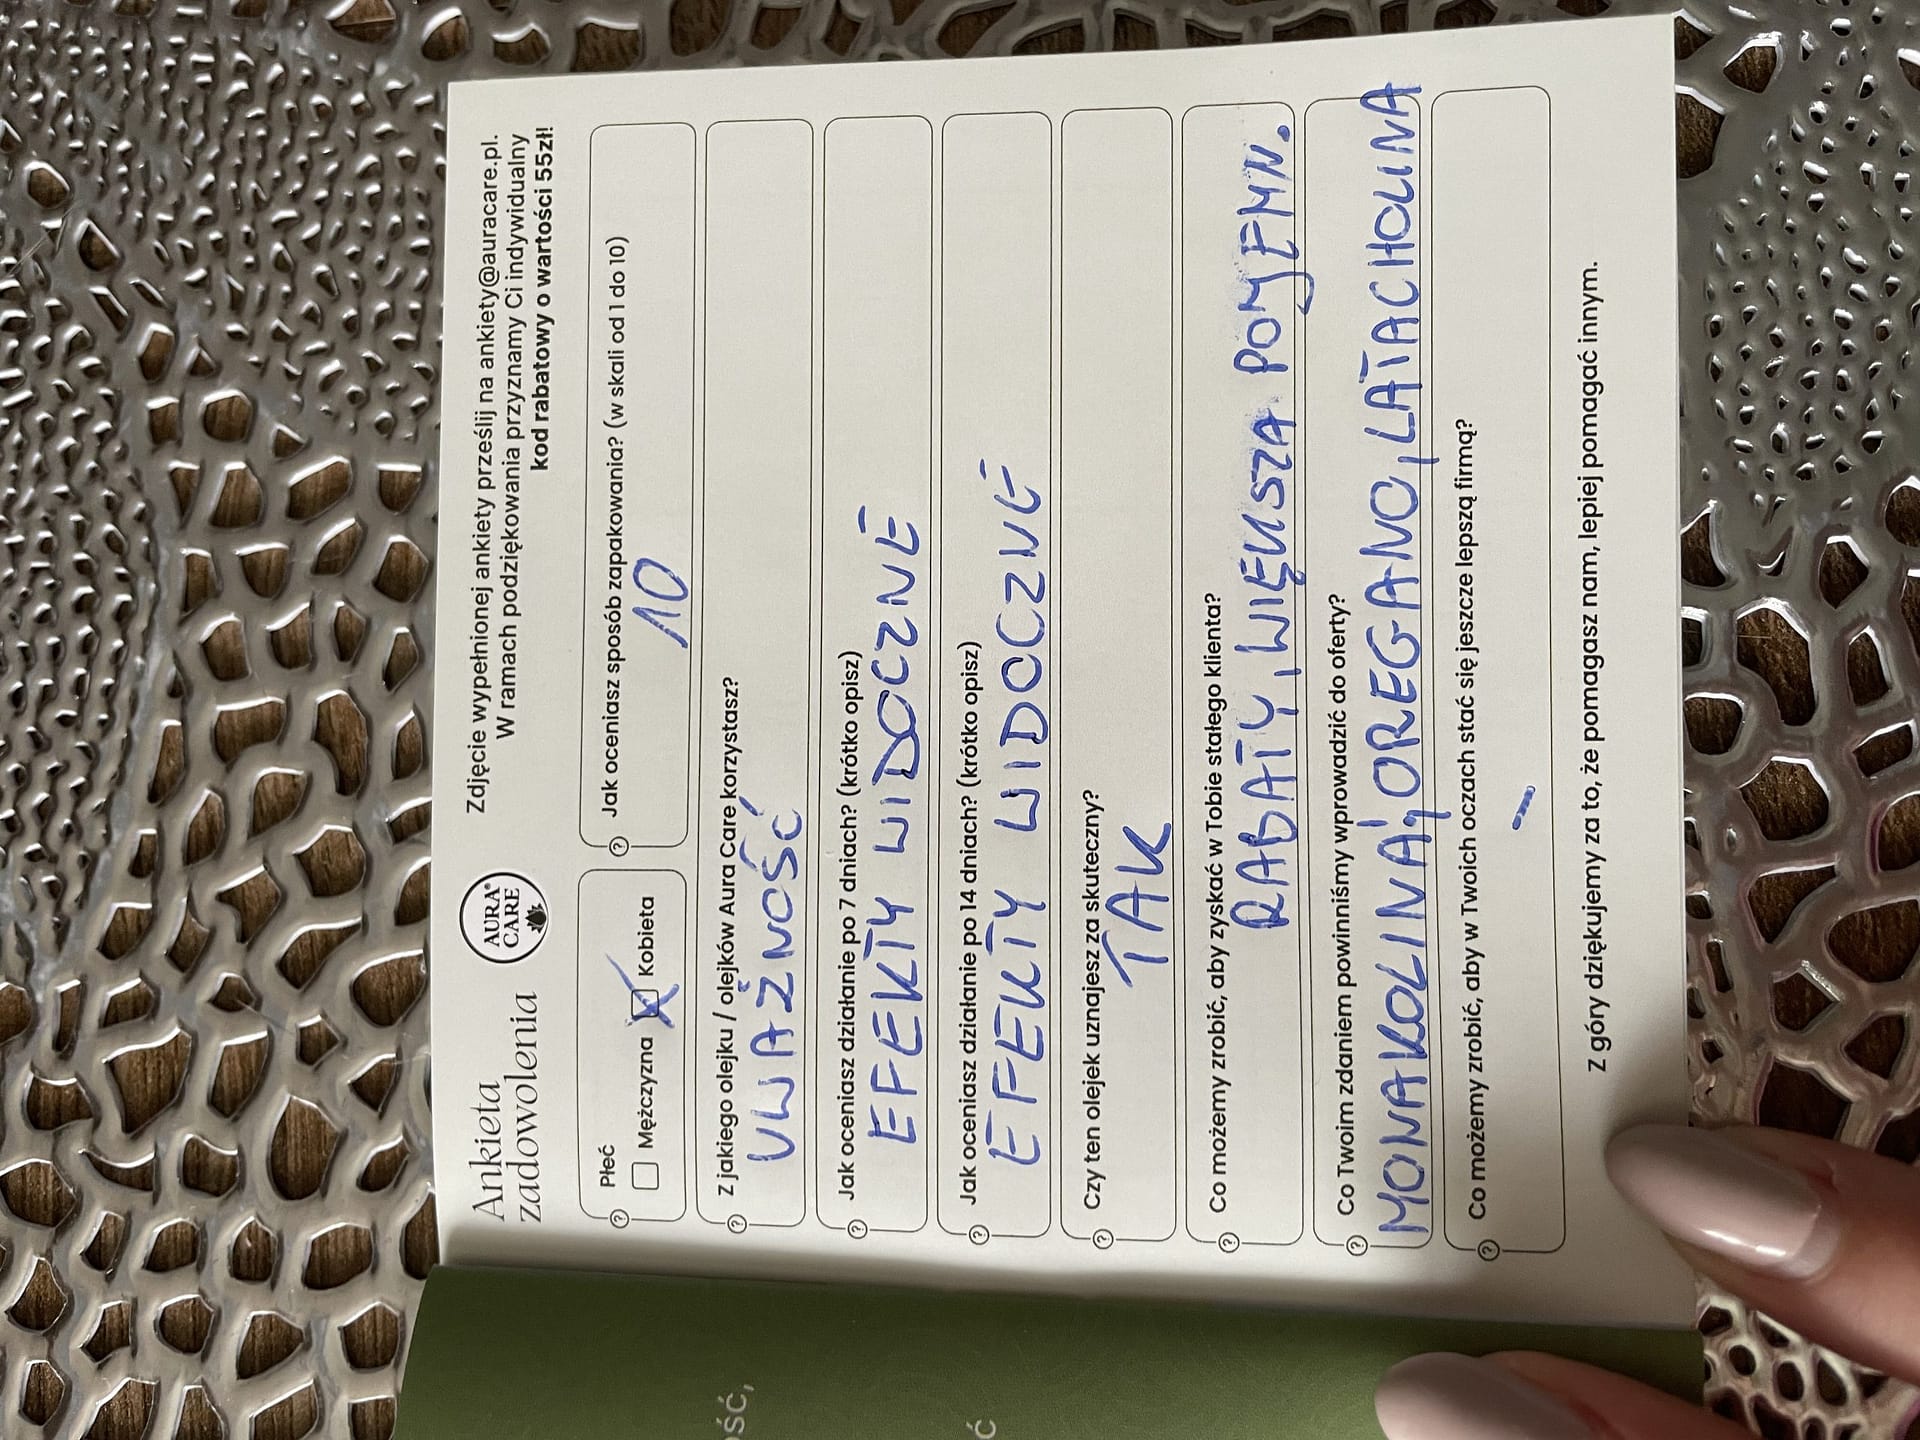 Ankieta
zadowolenia
AURA®
CARE
Zdjęcie wypełnionej ankiety prześlij na ankiety@auracare.pl.
W ramach podziękowania przyznamy Ci indywidualny
kod rabatowy o wartości 55zł!
? Płeć
Mężczyzna Kobieta
? Jak oceniasz sposób zapakowania? (w skali od 1 do 10)
10
? Z jakiego olejku / olejków Aura Care korzystasz?
UWAŻNOŚĆ
? Jak oceniasz działanie po 7 dniach? (krótko opisz)
EFEKTY WIDOCZNE
? Jak oceniasz działanie po 14 dniach? (krótko opisz)
EFEKTY WIDOCZNE
? Czy ten olejek uznajesz za skuteczny?
TAK
? Co możemy zrobić, aby zyskać w Tobie stałego klienta?
RABATY, WIĘKSZA POJEMN.
? Co Twoim zdaniem powinniśmy wprowadzić do oferty?
MONAKOLINA, OREGANO, LATACHOLINA
? Co możemy zrobić, aby w Twoich oczach stać się jeszcze lepszą firmą?
-
Z góry dziękujemy za to, że pomagasz nam, lepiej pomagać innym.
ość,
ć